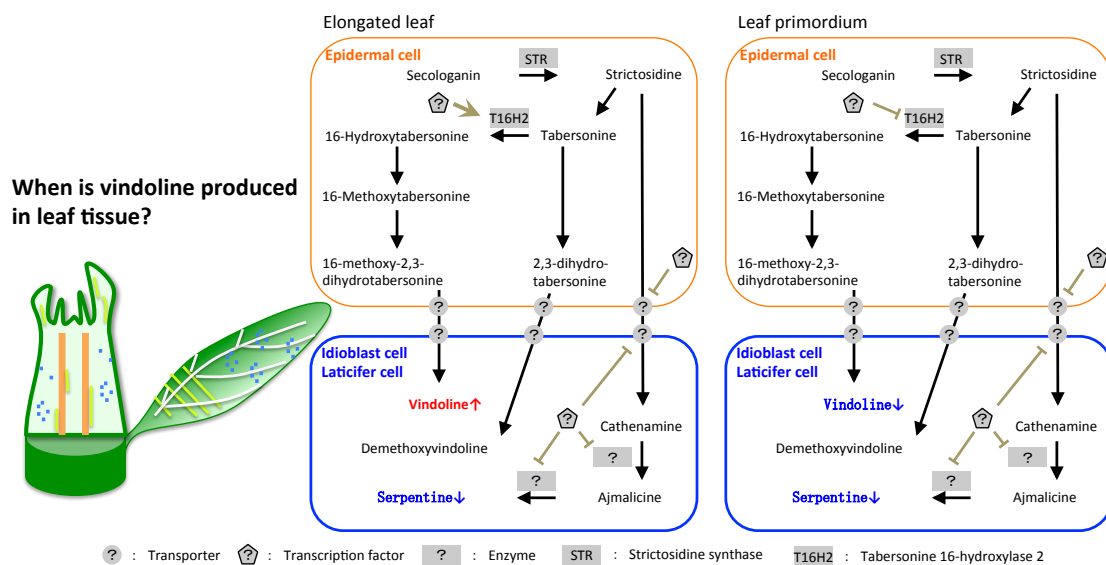 Elongated leaf
Leaf primordium
When is vindoline produced
in leaf tissue?
Epidermal cell
STR
Secologanin
Strictosidine
?
T16H2
16-Hydroxytabersonine
Tabersonine
16-Methoxytabersonine
?
16-methoxy-2,3-
dihydrotabersonine
2,3-dihydro-
tabersonine
? ? ?
? ? ?
Idioblast cell
Laticifer cell
Vindoline↑
?
Cathenamine
Demethoxyvindoline
?
?
Serpentine↓
Ajmalicine
Epidermal cell
STR
Secologanin
Strictosidine
?
T16H2
16-Hydroxytabersonine
Tabersonine
16-Methoxytabersonine
?
16-methoxy-2,3-
dihydrotabersonine
2,3-dihydro-
tabersonine
? ? ?
? ? ?
Idioblast cell
Laticifer cell
Vindoline↓
?
Cathenamine
Demethoxyvindoline
?
?
Serpentine↓
Ajmalicine
? : Transporter ? : Transcription factor ? : Enzyme STR : Strictosidine synthase T16H2 : Tabersonine 16-hydroxylase 2